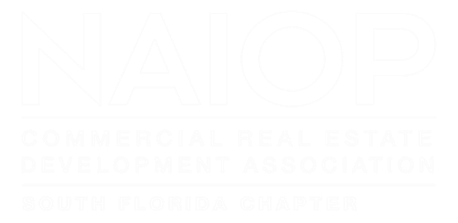 NAIOP
COMMERCIAL REAL ESTATE
DEVELOPMENT ASSOCIATION
SOUTH FLORIDA CHAPTER